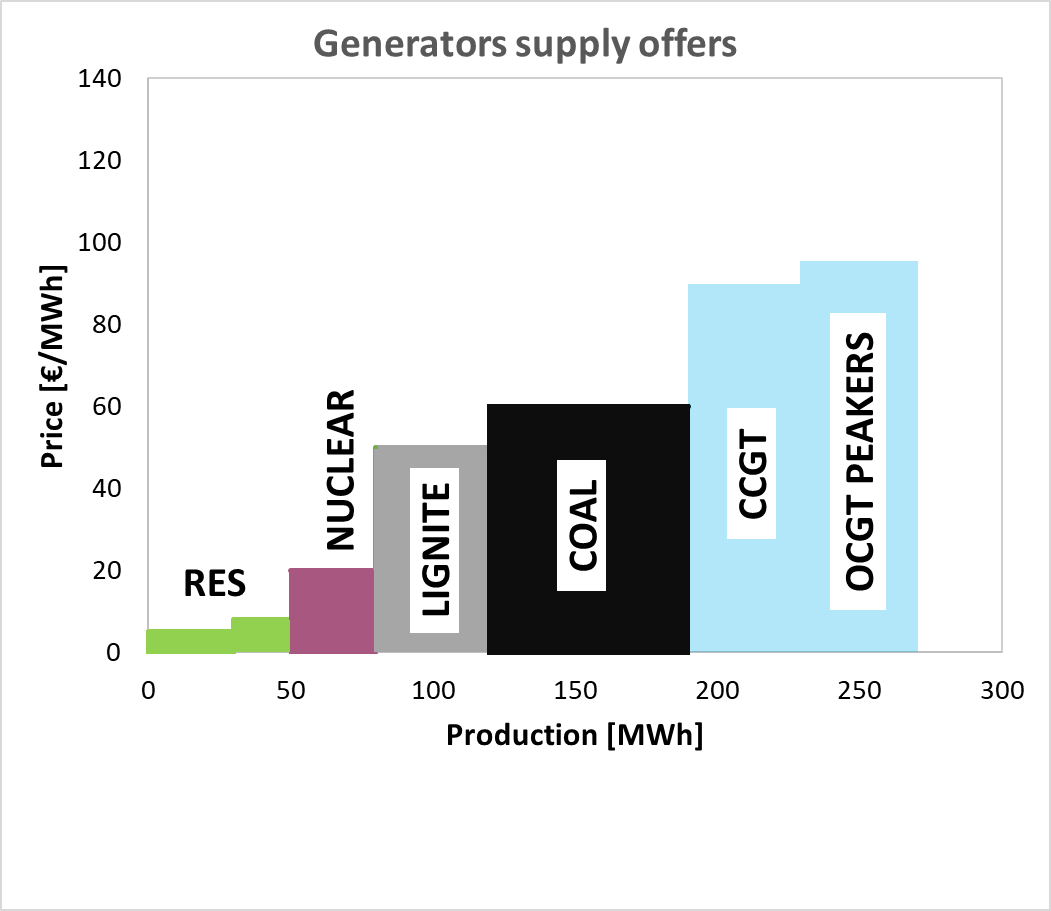 Generators supply offers
140
120
100
80
60
40
20
0
Price [€/MWh]
RES
NUCLEAR
LIGNITE
COAL
CCGT
OCGT PEAKERS
0 50 100 150 200 250 300
Production [MWh]